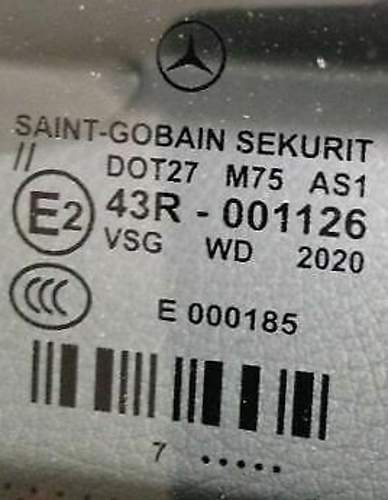 SAINT-GOBAIN SEKURIT
// DOT27 M75 AS1
E2 43R - 001126
VSG WD 2020
CCC E 000185
7 .....